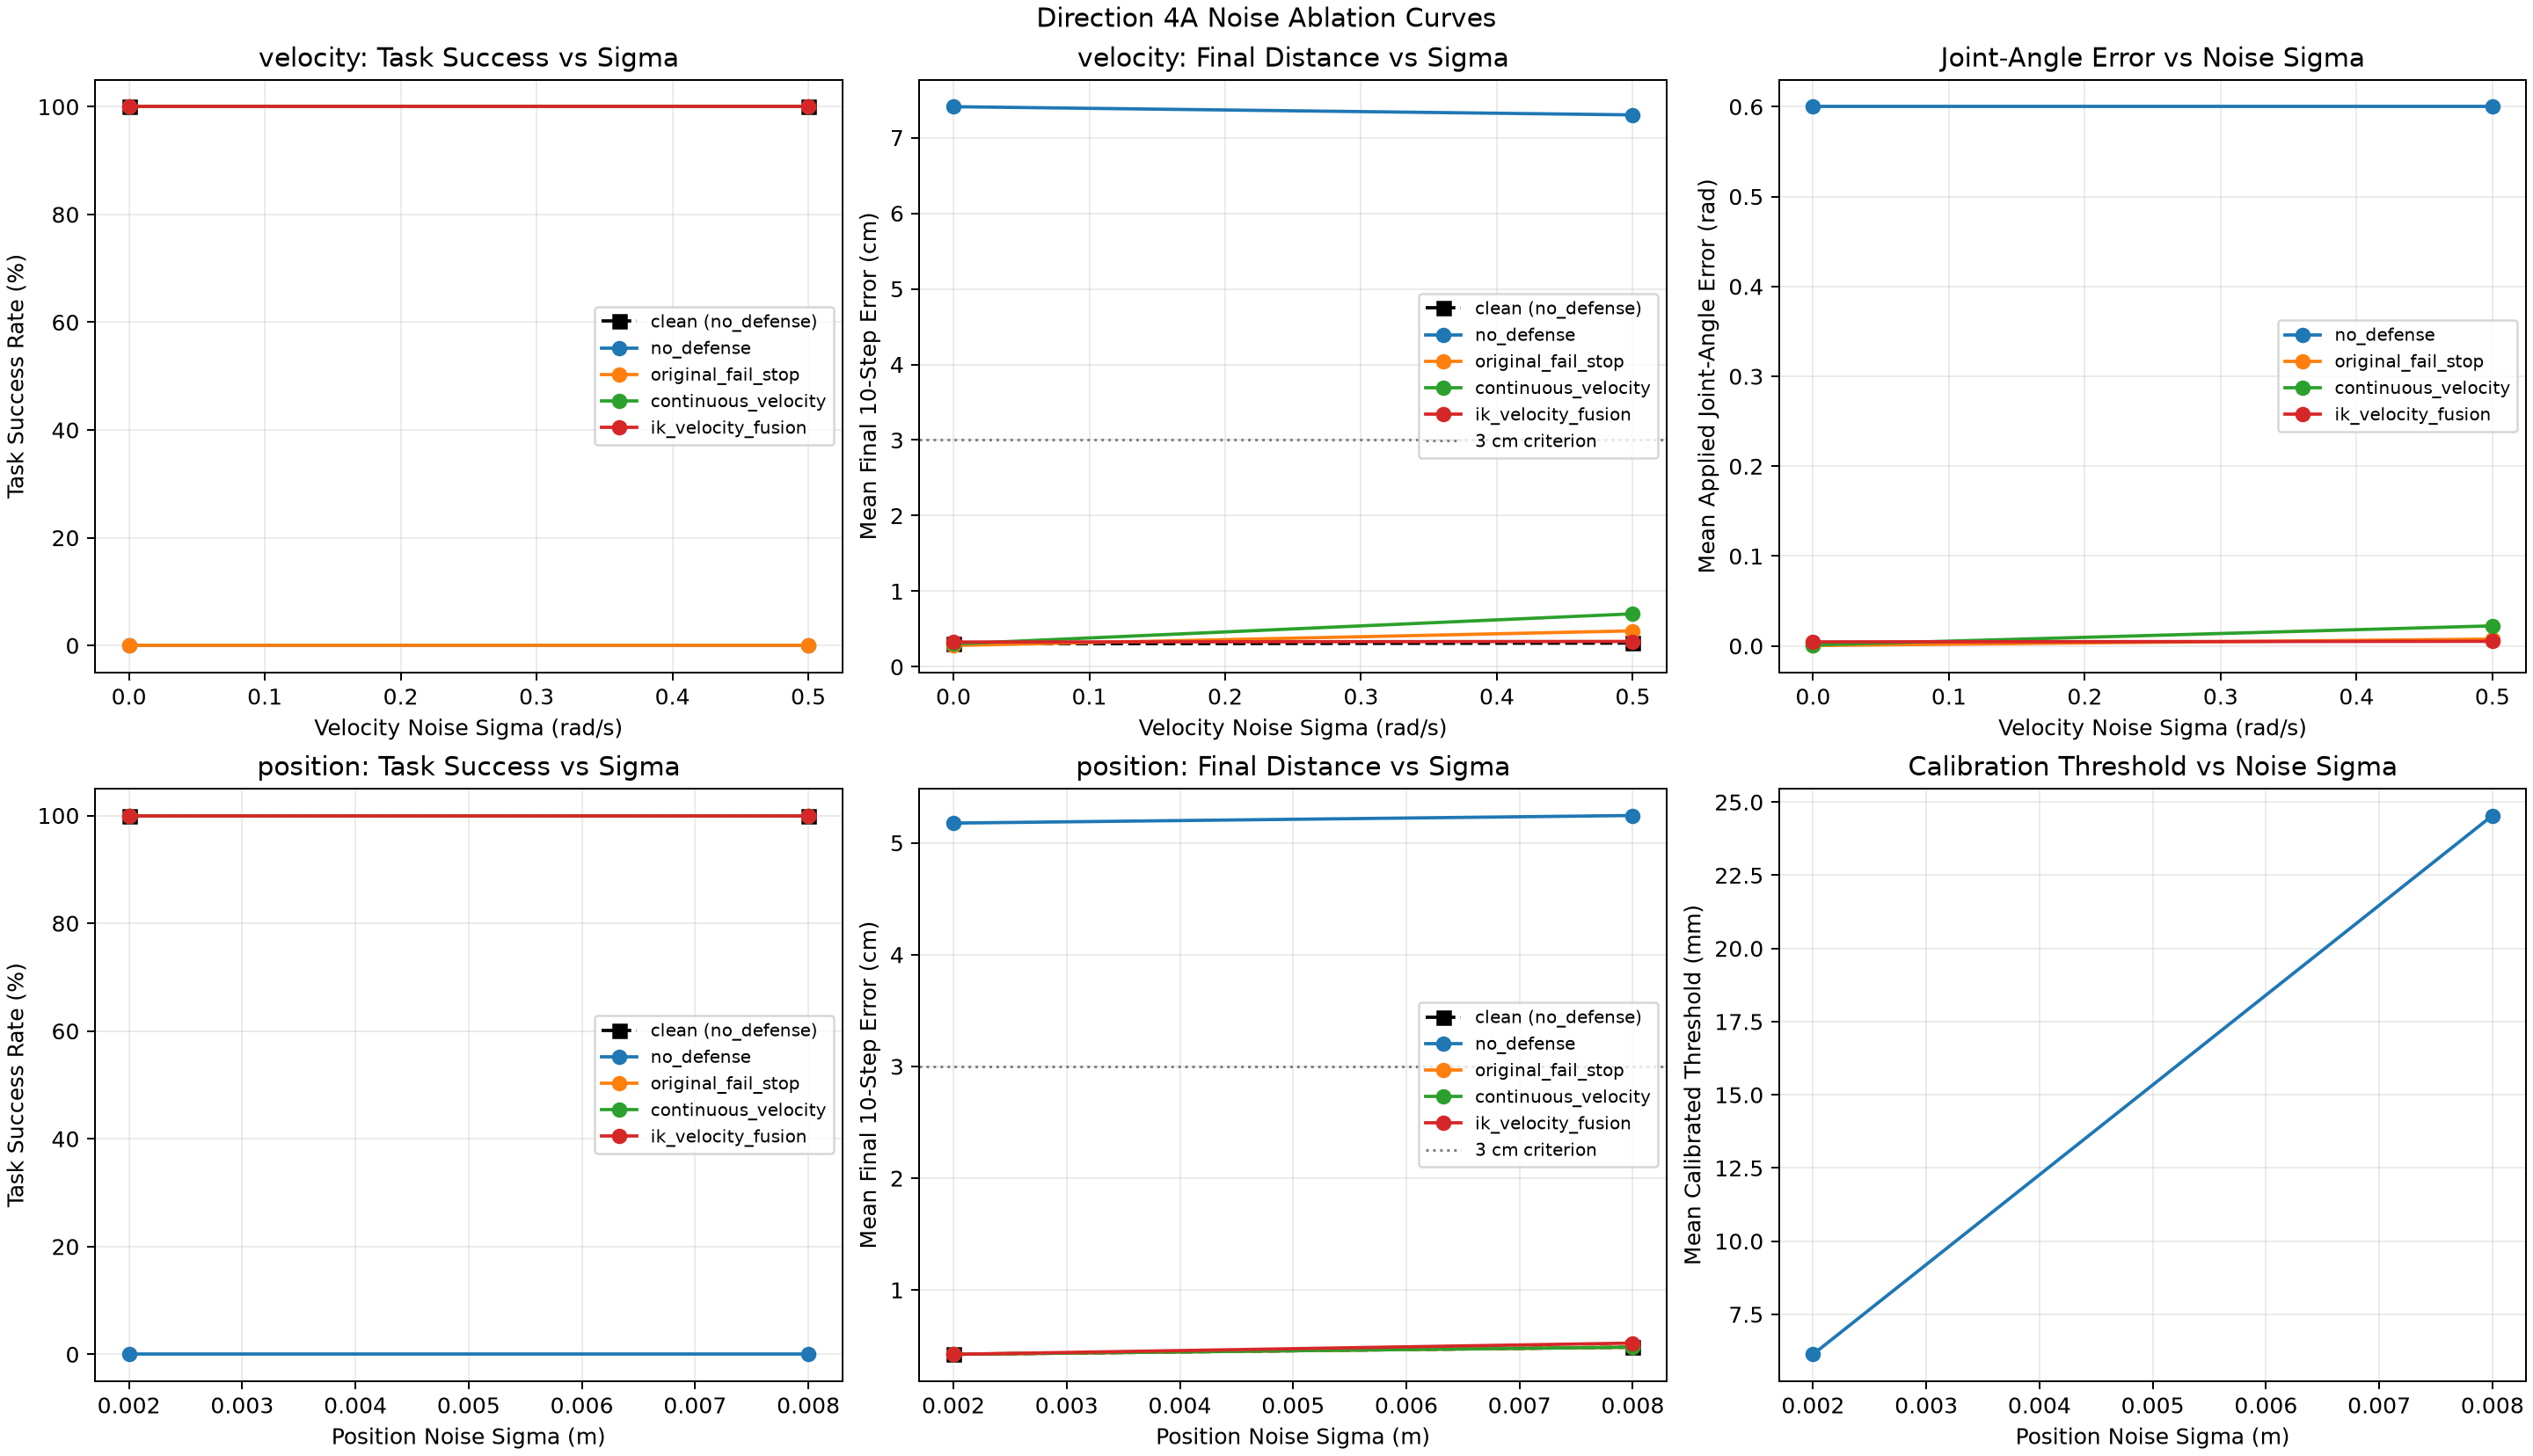 Direction 4A Noise Ablation Curves
velocity: Task Success vs Sigma
Task Success Rate (%)
100
80
60
40
20
0
clean (no_defense)
no_defense
original_fail_stop
continuous_velocity
ik_velocity_fusion
0.0 0.1 0.2 0.3 0.4 0.5
Velocity Noise Sigma (rad/s)
velocity: Final Distance vs Sigma
Mean Final 10-Step Error (cm)
7
6
5
4
3
2
1
0
clean (no_defense)
no_defense
original_fail_stop
continuous_velocity
ik_velocity_fusion
3 cm criterion
0.0 0.1 0.2 0.3 0.4 0.5
Velocity Noise Sigma (rad/s)
Joint-Angle Error vs Noise Sigma
Mean Applied Joint-Angle Error (rad)
0.6
0.5
0.4
0.3
0.2
0.1
0.0
no_defense
original_fail_stop
continuous_velocity
ik_velocity_fusion
0.0 0.1 0.2 0.3 0.4 0.5
Velocity Noise Sigma (rad/s)
position: Task Success vs Sigma
Task Success Rate (%)
100
80
60
40
20
0
clean (no_defense)
no_defense
original_fail_stop
continuous_velocity
ik_velocity_fusion
0.002 0.003 0.004 0.005 0.006 0.007 0.008
Position Noise Sigma (m)
position: Final Distance vs Sigma
Mean Final 10-Step Error (cm)
5
4
3
2
1
clean (no_defense)
no_defense
original_fail_stop
continuous_velocity
ik_velocity_fusion
3 cm criterion
0.002 0.003 0.004 0.005 0.006 0.007 0.008
Position Noise Sigma (m)
Calibration Threshold vs Noise Sigma
Mean Calibrated Threshold (mm)
25.0
22.5
20.0
17.5
15.0
12.5
10.0
7.5
0.002 0.003 0.004 0.005 0.006 0.007 0.008
Position Noise Sigma (m)